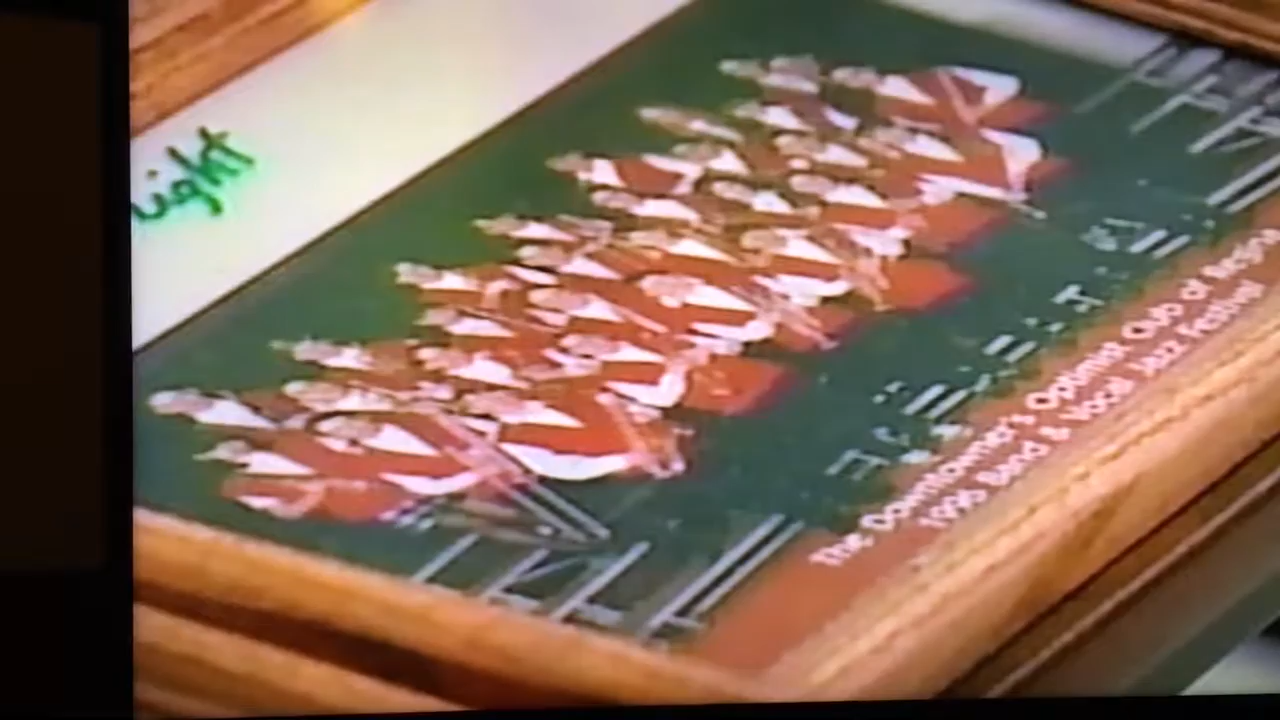 ight
The Downtowner's Optimist Club of Regina
1995 Band & Vocal Jazz Festival